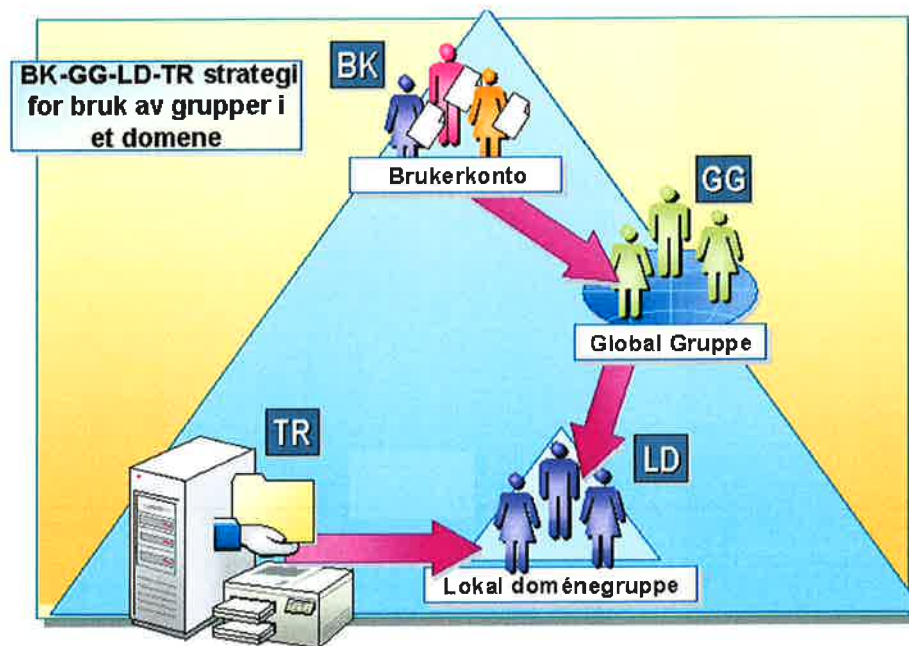 BK-GG-LD-TR strategi
for bruk av grupper i
et domene
BK
Brukerkonto
GG
Global Gruppe
TR
LD
Lokal doménegruppe